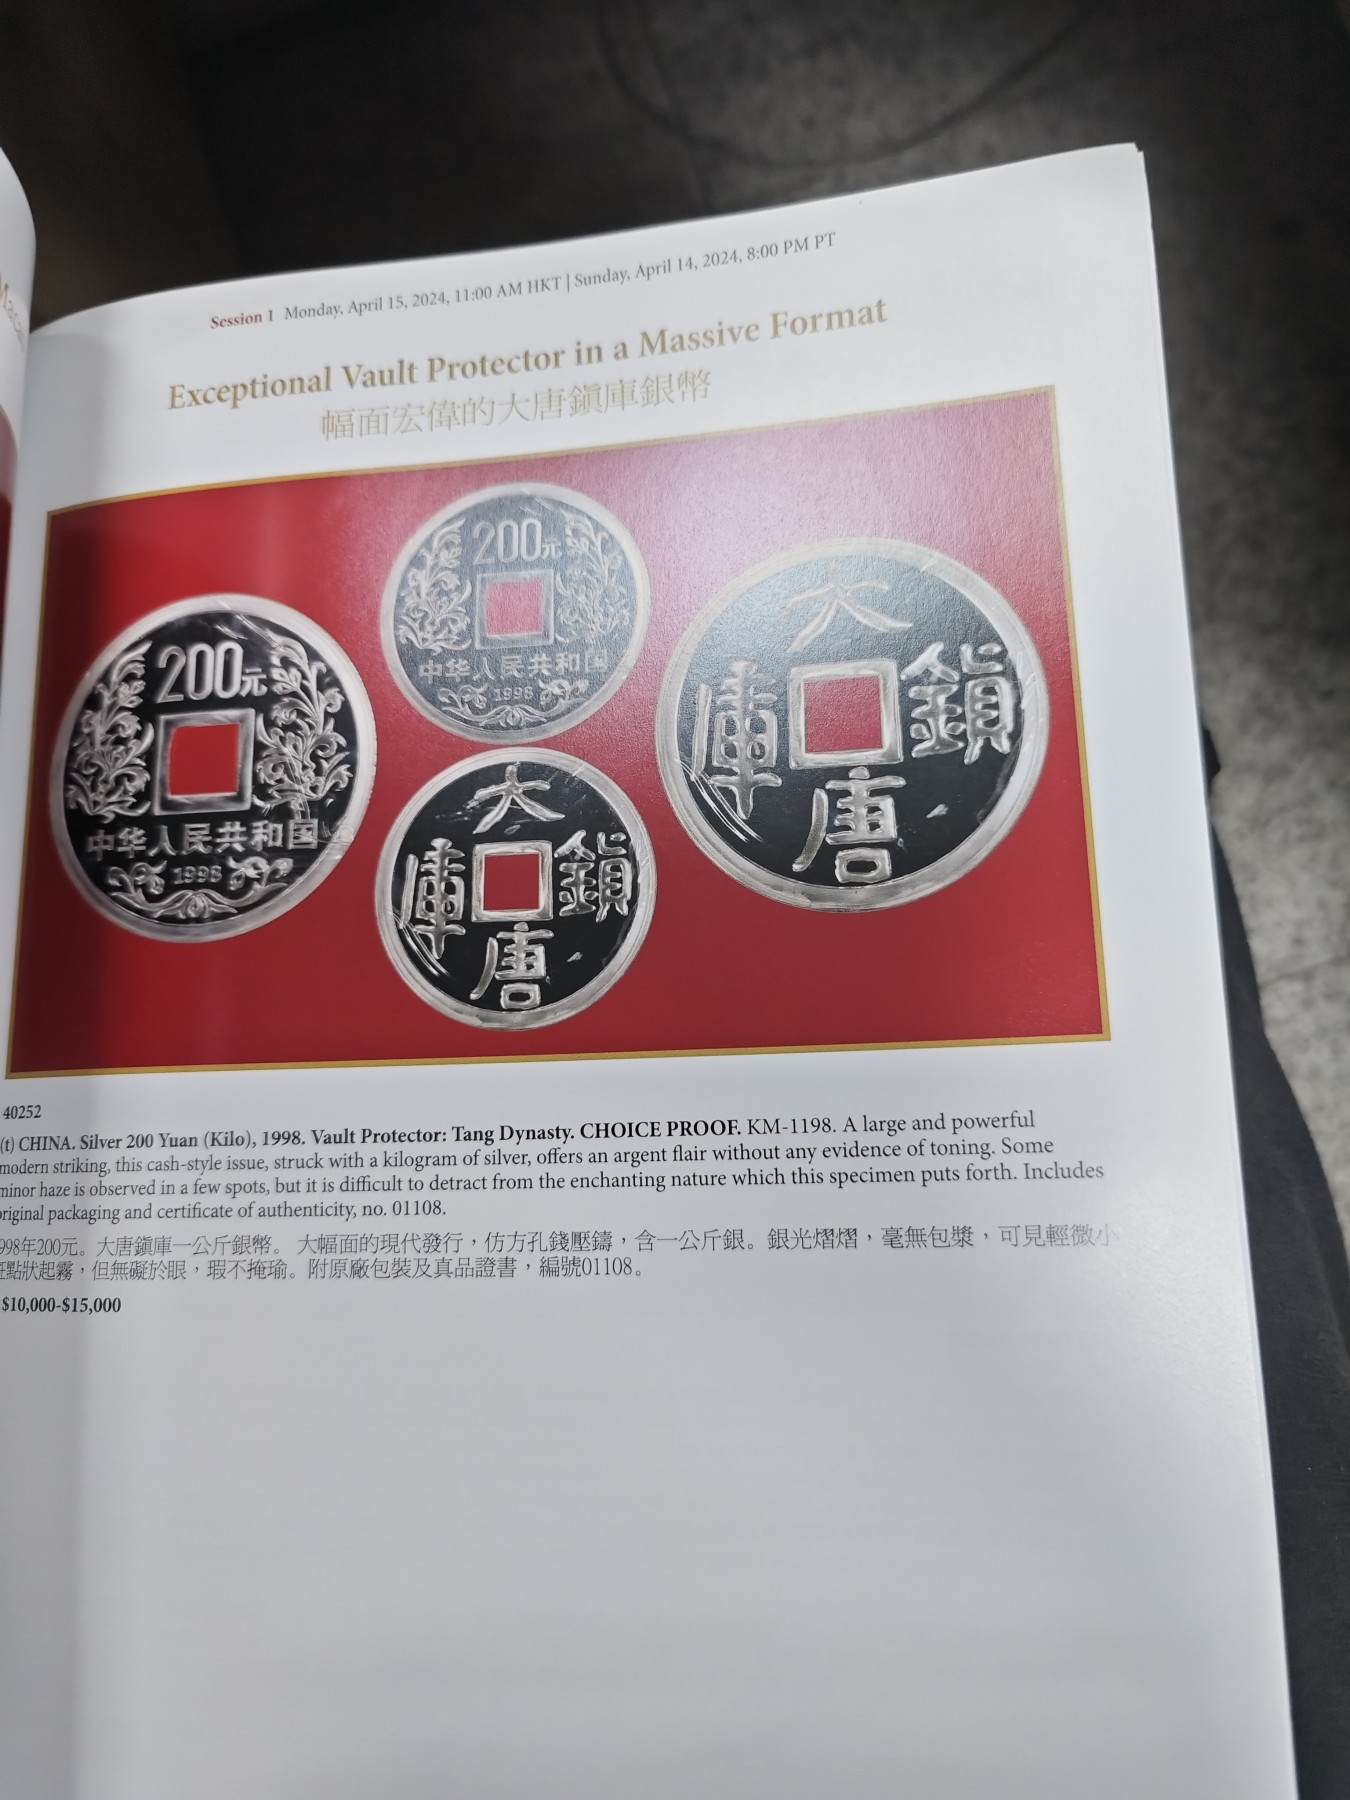 Macau
Session 1 Monday, April 15, 2024, 11:00 AM HKT | Sunday, April 14, 2024, 8:00 PM PT
Exceptional Vault Protector in a Massive Format
幅面宏偉的大唐鎮庫銀幣
200元
中华人民共和国
1998
200元
中华人民共和国
1998
大
庫 鎮
唐
大
庫 鎮
唐
40252
(t) CHINA. Silver 200 Yuan (Kilo), 1998. Vault Protector: Tang Dynasty. CHOICE PROOF. KM-1198. A large and powerful
modern striking, this cash-style issue, struck with a kilogram of silver, offers an argent flair without any evidence of toning. Some
minor haze is observed in a few spots, but it is difficult to detract from the enchanting nature which this specimen puts forth. Includes
original packaging and certificate of authenticity, no. 01108.
998年200元。大唐鎮庫一公斤銀幣。 大幅面的現代發行，仿方孔錢壓鑄，含一公斤銀。銀光熠熠，毫無包漿，可見輕微小
斑點狀起霧，但無礙於眼，瑕不掩瑜。附原廠包裝及真品證書，編號01108。
$10,000-$15,000